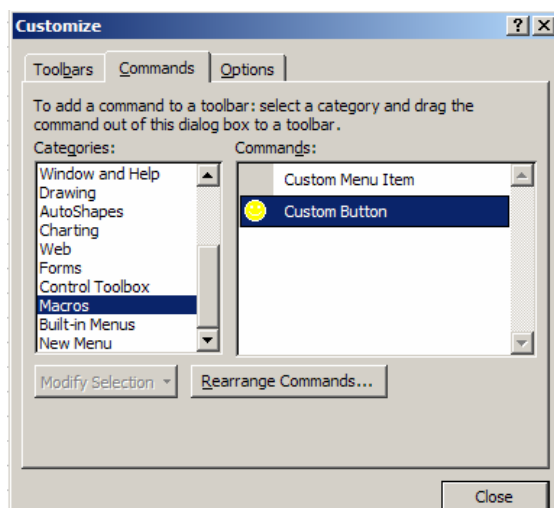 Customize
Toolbars Commands Options
To add a command to a toolbar: select a category and drag the
command out of this dialog box to a toolbar.
Categories: Commands:
Window and Help
Drawing
AutoShapes
Charting
Web
Forms
Control Toolbox
Macros
Built-in Menus
New Menu
Custom Menu Item
Custom Button
Modify Selection Rearrange Commands...
Close